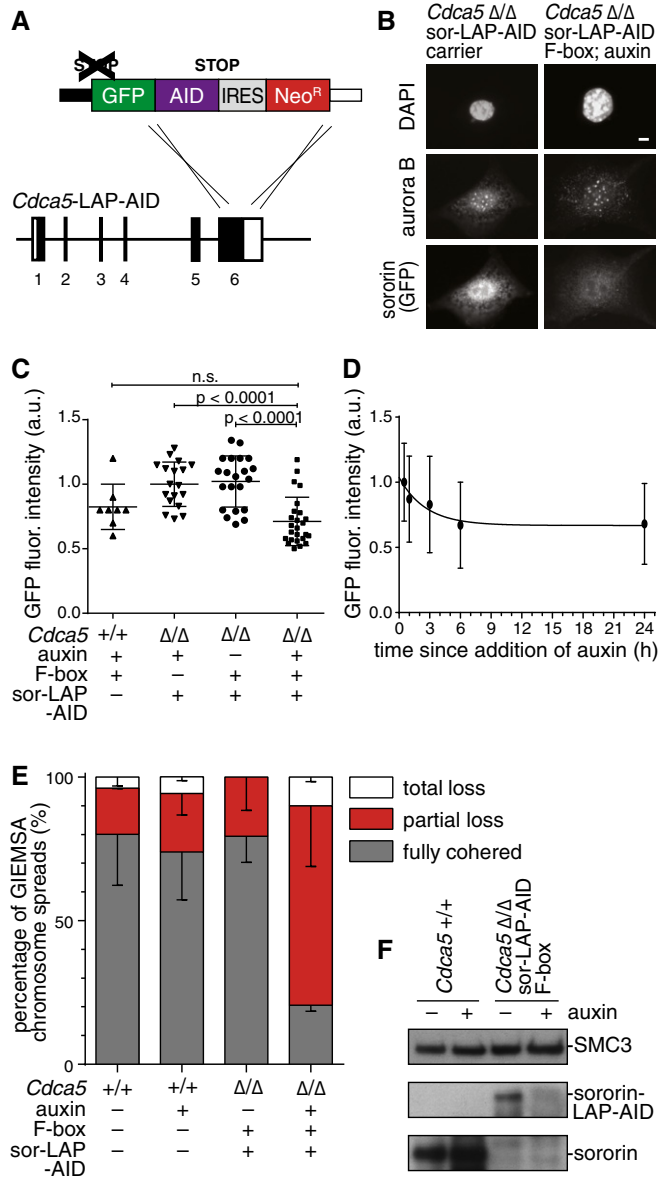 A
STOP STOP
GFP AID IRES Neo^R
Cdca5-LAP-AID
1 2 3 4 5 6
B
Cdca5 Δ/Δ
sor-LAP-AID
carrier
Cdca5 Δ/Δ
sor-LAP-AID
F-box; auxin
DAPI
aurora B
sororin
(GFP)
C
n.s.
p < 0.0001
p < 0.0001
GFP fluor. intensity (a.u.)
1.5
1.0
0.5
0.0
Cdca5 +/+ Δ/Δ Δ/Δ Δ/Δ
auxin + + – +
F-box + – + +
sor-LAP – + + +
-AID
D
GFP fluor. intensity (a.u.)
1.5
1.0
0.5
0.0
0 3 6 9 12 15 18 21 24
time since addition of auxin (h)
E
percentage of GIEMSA
chromosome spreads (%)
100
50
0
total loss
partial loss
fully cohered
Cdca5 +/+ +/+ Δ/Δ Δ/Δ
auxin – + – +
F-box – – + +
sor-LAP – – + +
-AID
F
Cdca5 +/+
Cdca5 Δ/Δ
sor-LAP-AID
F-box
– + – + auxin
-SMC3
-sororin-
LAP-AID
-sororin